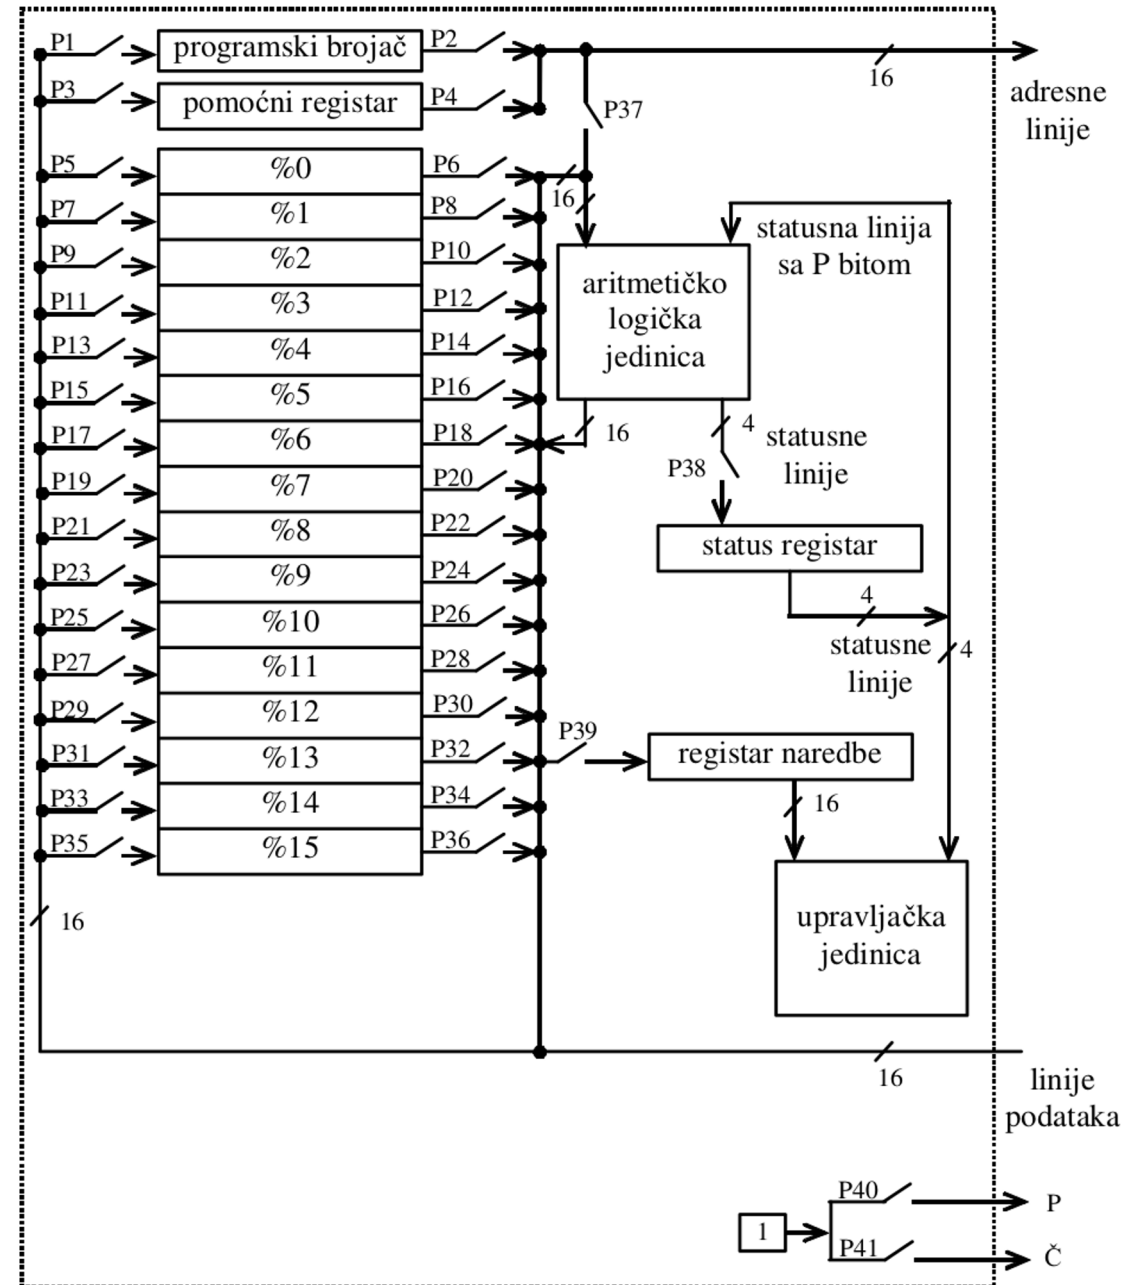 P1
programski brojač
P2
16
adresne
linije
P3
pomoćni registar
P4
P37
P5
%0
P6
16
P7
%1
P8
statusna linija
sa P bitom
P9
%2
P10
aritmetičko
logička
jedinica
P11
%3
P12
P13
%4
P14
P15
%5
P16
P17
%6
P18
16
4
statusne
linije
P38
P19
%7
P20
P21
%8
P22
status registar
P23
%9
P24
4
P25
%10
P26
statusne
linije
4
P27
%11
P28
P29
%12
P30
P39
P31
%13
P32
registar naredbe
P33
%14
P34
16
P35
%15
P36
16
upravljačka
jedinica
16
linije
podataka
P40
P
1
P41
Č